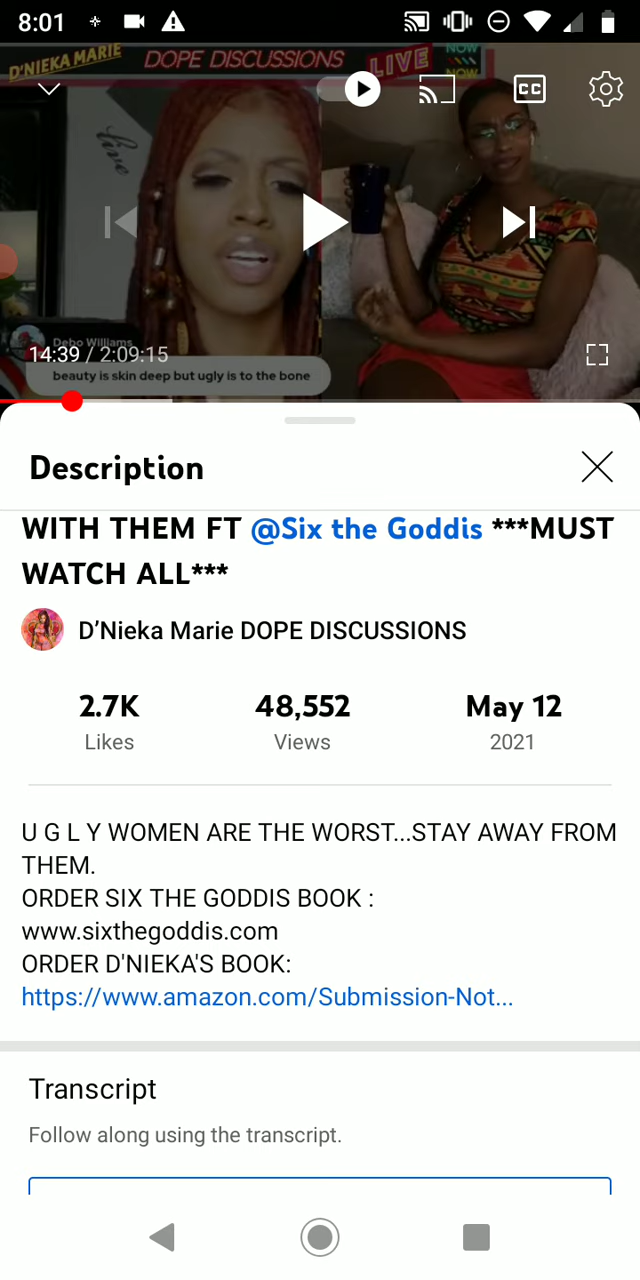 8:01
D'NIEKA MARIE DOPE DISCUSSIONS LIVE NOW
NOW
live
CC
Debo Williams
14:39 / 2:09:15
beauty is skin deep but ugly is to the bone
Description
WITH THEM FT @Six the Goddis ***MUST
WATCH ALL***
D’Nieka Marie DOPE DISCUSSIONS
2.7K 48,552 May 12
Likes Views 2021
U G L Y WOMEN ARE THE WORST...STAY AWAY FROM
THEM.
ORDER SIX THE GODDIS BOOK :
www.sixthegoddis.com
ORDER D'NIEKA'S BOOK:
https://www.amazon.com/Submission-Not...
Transcript
Follow along using the transcript.